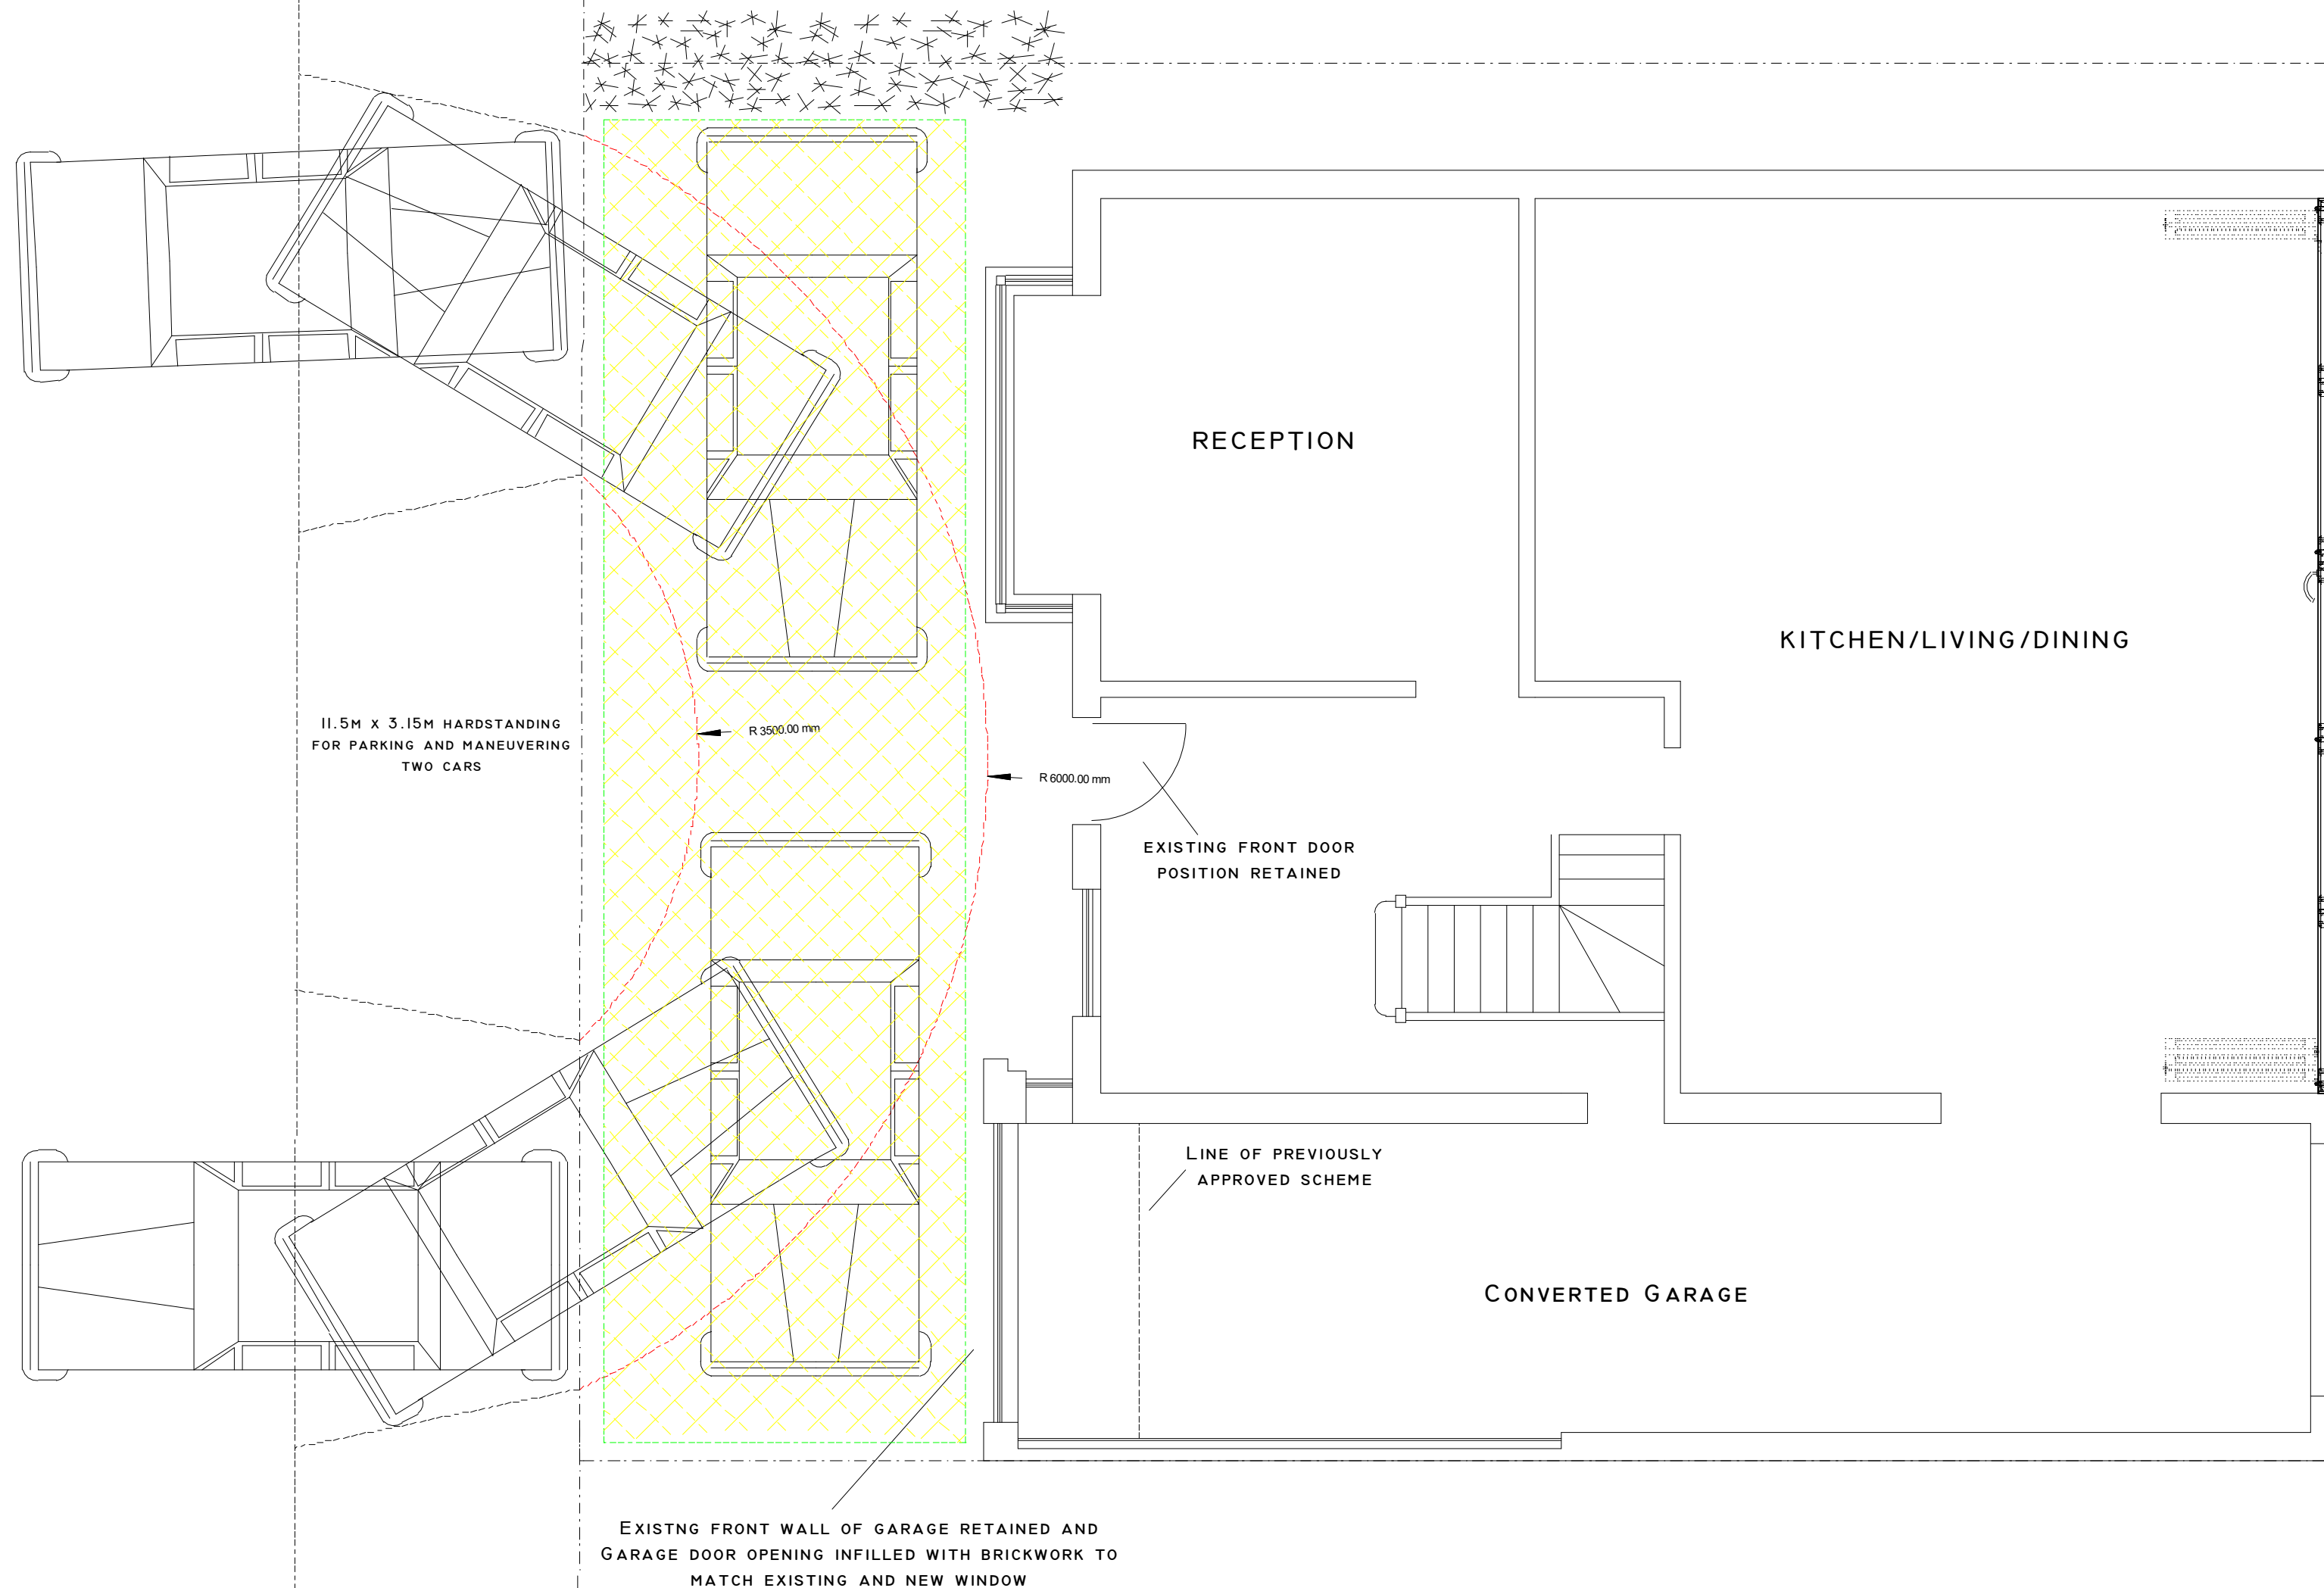 RECEPTION
KITCHEN/LIVING/DINING
11.5M X 3.15M HARDSTANDING
FOR PARKING AND MANEUVERING
TWO CARS
R 3500.00 mm
R 6000.00 mm
EXISTING FRONT DOOR
POSITION RETAINED
LINE OF PREVIOUSLY
APPROVED SCHEME
CONVERTED GARAGE
EXISTNG FRONT WALL OF GARAGE RETAINED AND
GARAGE DOOR OPENING INFILLED WITH BRICKWORK TO
MATCH EXISTING AND NEW WINDOW